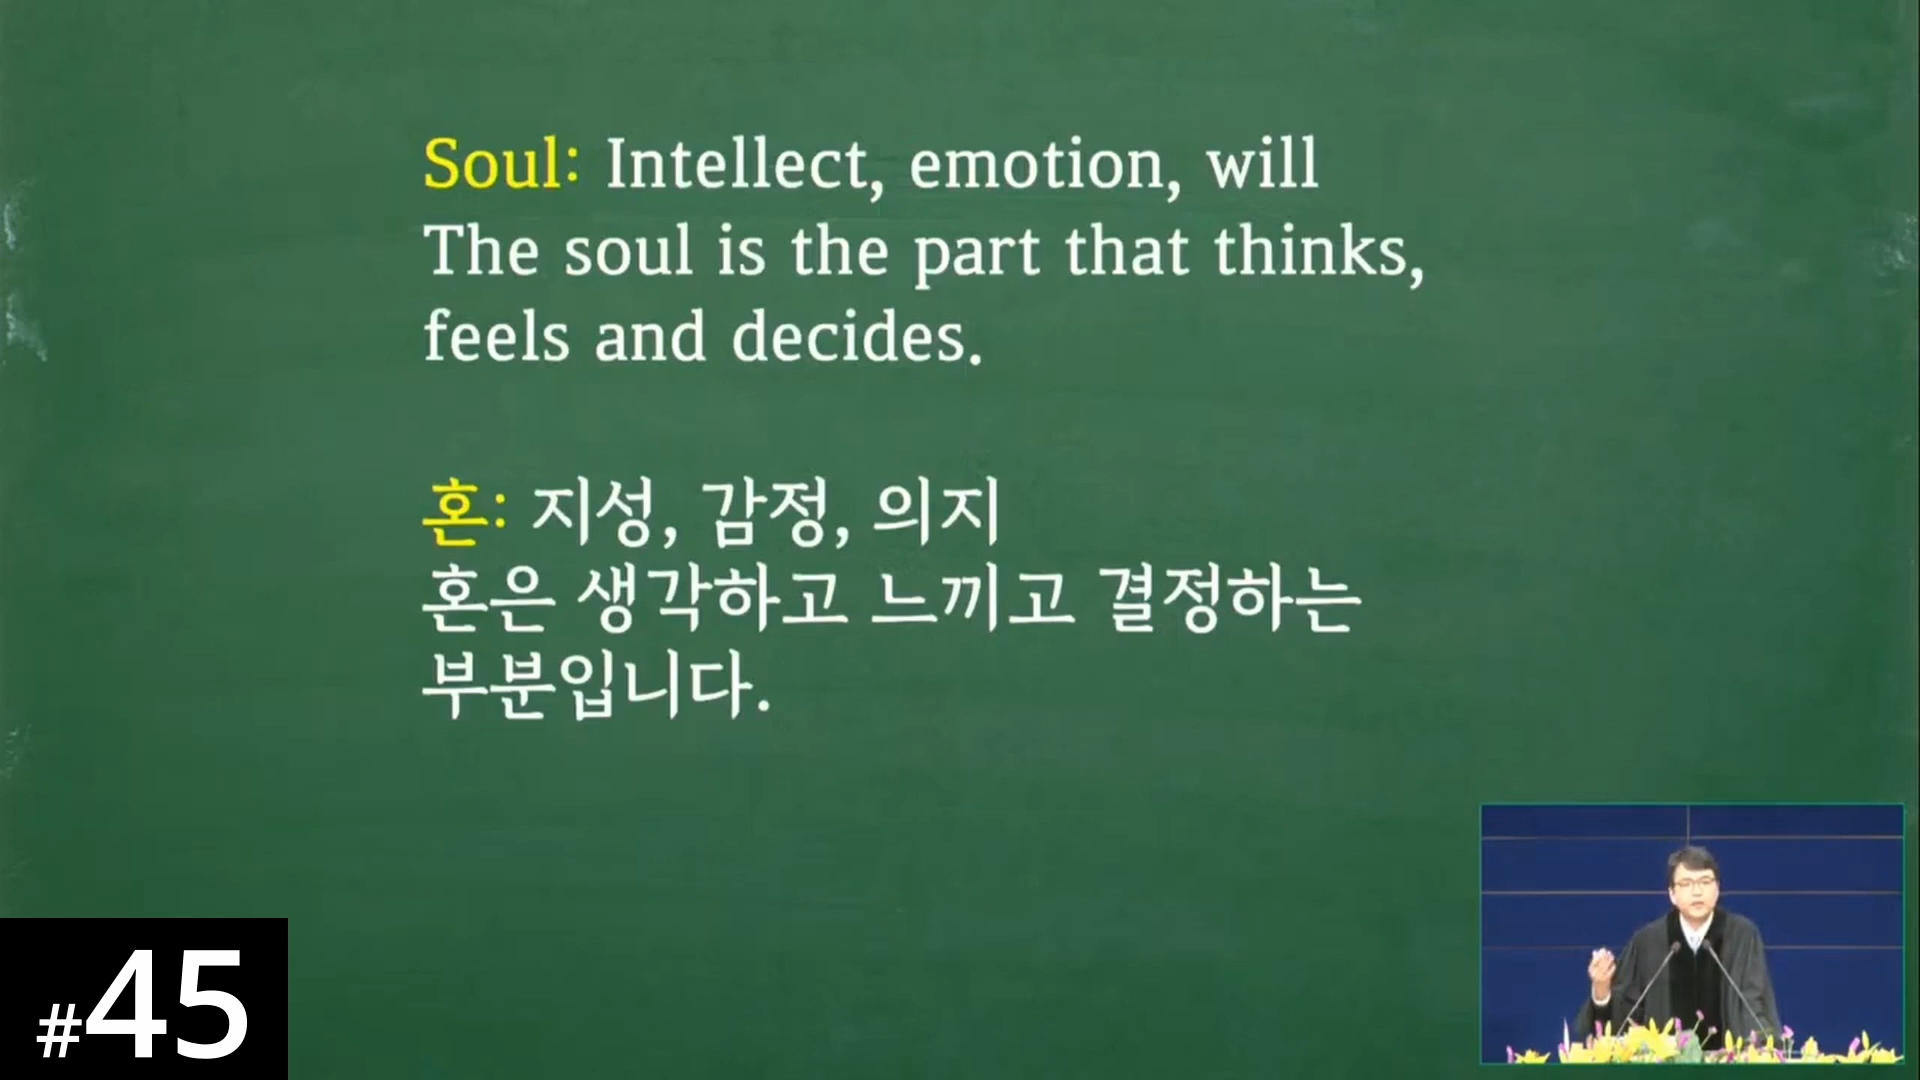 Soul: Intellect, emotion, will
The soul is the part that thinks,
feels and decides.
혼: 지성, 감정, 의지
혼은 생각하고 느끼고 결정하는
부분입니다.
#45